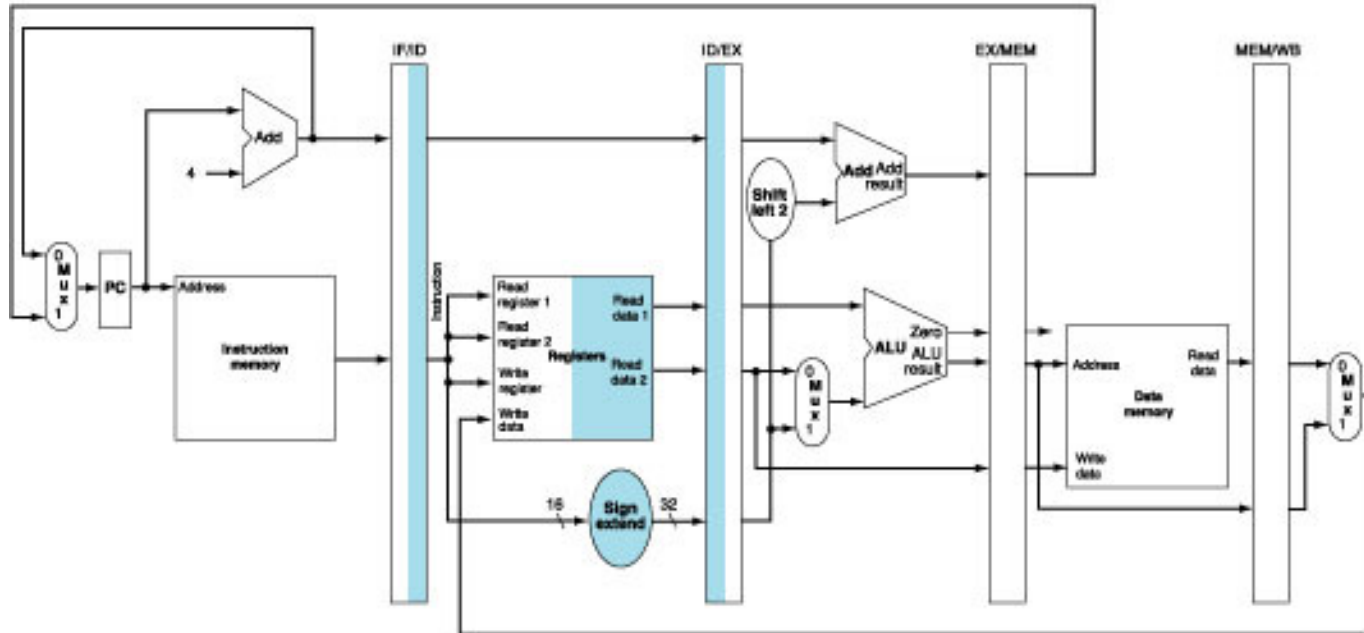 IF/ID
ID/EX
EX/MEM
MEM/WB
Add
4
Shift
left 2
Add Add
result
0
M
u
x
1
PC
Address
Instruction
memory
Instruction
Read
register 1
Read
register 2
Write
register
Write
data
Registers
Read
data 1
Read
data 2
16
Sign
extend
32
0
M
u
x
1
Zero
ALU ALU
result
Address
Read
data
Data
memory
Write
data
0
M
u
x
1